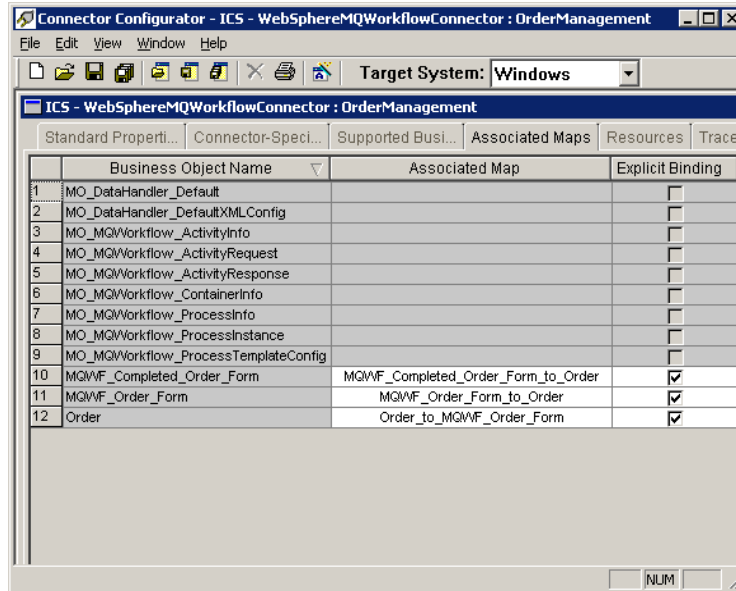 Connector Configurator - ICS - WebSphereMQWorkflowConnector : OrderManagement
File Edit View Window Help
Target System: Windows
ICS - WebSphereMQWorkflowConnector : OrderManagement
Standard Properti... Connector-Speci... Supported Busi... Associated Maps Resources Trace
Business Object Name Associated Map Explicit Binding
1 MO_DataHandler_Default
2 MO_DataHandler_DefaultXMLConfig
3 MO_MQWorkflow_ActivityInfo
4 MO_MQWorkflow_ActivityRequest
5 MO_MQWorkflow_ActivityResponse
6 MO_MQWorkflow_ContainerInfo
7 MO_MQWorkflow_ProcessInfo
8 MO_MQWorkflow_ProcessInstance
9 MO_MQWorkflow_ProcessTemplateConfig
10 MQWF_Completed_Order_Form MQWF_Completed_Order_Form_to_Order
11 MQWF_Order_Form MQWF_Order_Form_to_Order
12 Order Order_to_MQWF_Order_Form
NUM